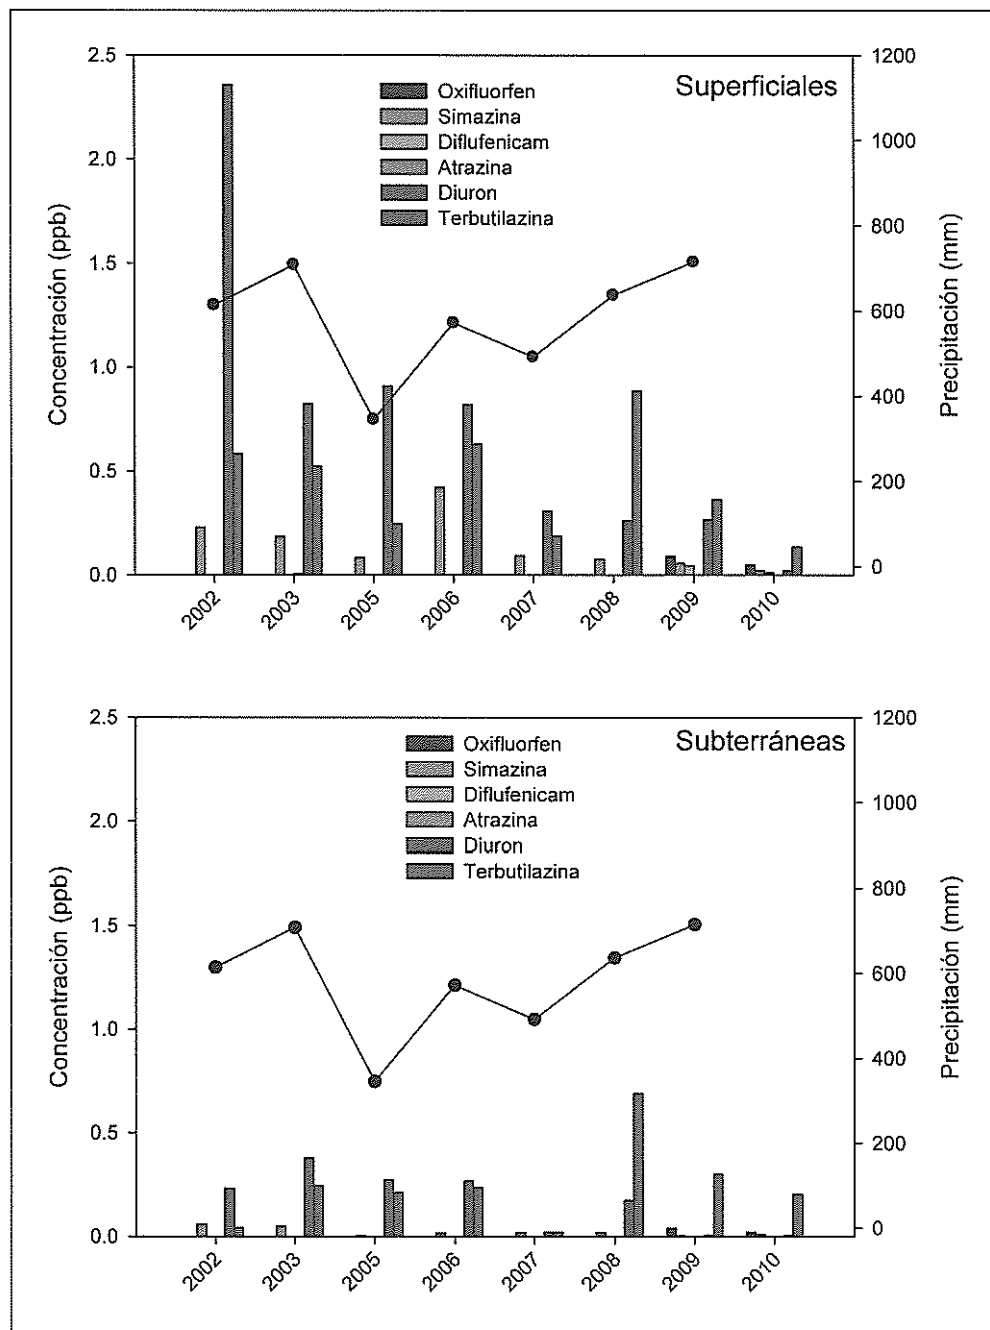 Superficiales
Oxifluorfen
Simazina
Diflufenicam
Atrazina
Diuron
Terbutilazina
Concentración (ppb)
2.5
2.0
1.5
1.0
0.5
0.0
Precipitación (mm)
1200
1000
800
600
400
200
0
2002
2003
2005
2006
2007
2008
2009
2010
Subterráneas
Oxifluorfen
Simazina
Diflufenicam
Atrazina
Diuron
Terbutilazina
Concentración (ppb)
2.5
2.0
1.5
1.0
0.5
0.0
Precipitación (mm)
1200
1000
800
600
400
200
0
2002
2003
2005
2006
2007
2008
2009
2010